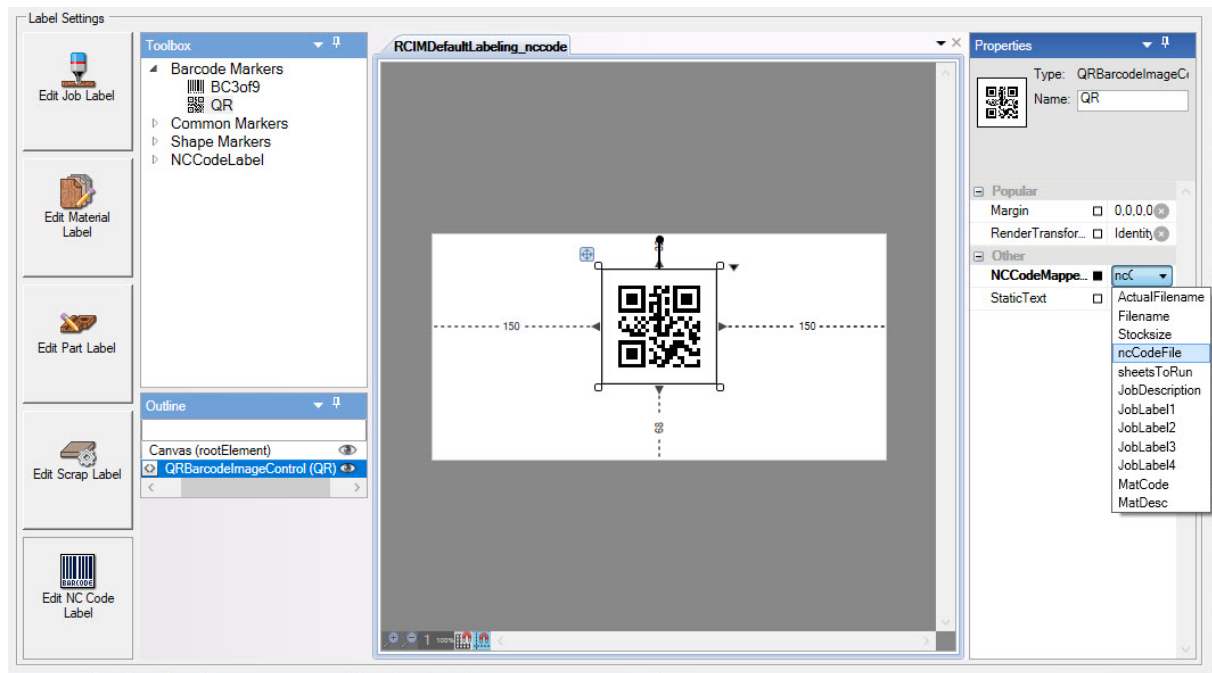 Label Settings
Edit Job Label
Edit Material
Label
Edit Part Label
Edit Scrap Label
BARCODE
Edit NC Code
Label
Toolbox
Barcode Markers
BC3of9
QR
Common Markers
Shape Markers
NCCodeLabel
Outline
Canvas (rootElement)
QRBarcodeImageControl (QR)
RCIMDefaultLabeling_nccode
150
150
68
1 100%
Properties
Type: QRBarcodeImageCo
Name: QR
Popular
Margin 0,0,0,0
RenderTransfor... Identity
Other
NCCodeMappe... ncC
StaticText
ActualFilename
Filename
Stocksize
ncCodeFile
sheetsToRun
JobDescription
JobLabel1
JobLabel2
JobLabel3
JobLabel4
MatCode
MatDesc